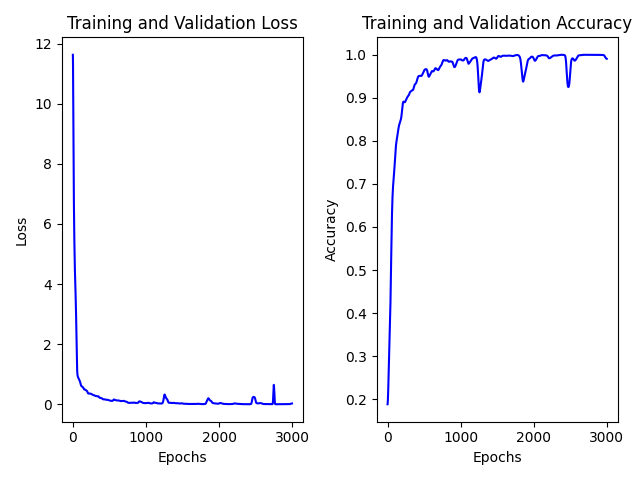 Training and Validation Loss
12
10
8
6
4
2
0
Loss
0 1000 2000 3000
Epochs
Training and Validation Accuracy
1.0
0.9
0.8
0.7
0.6
0.5
0.4
0.3
0.2
Accuracy
0 1000 2000 3000
Epochs